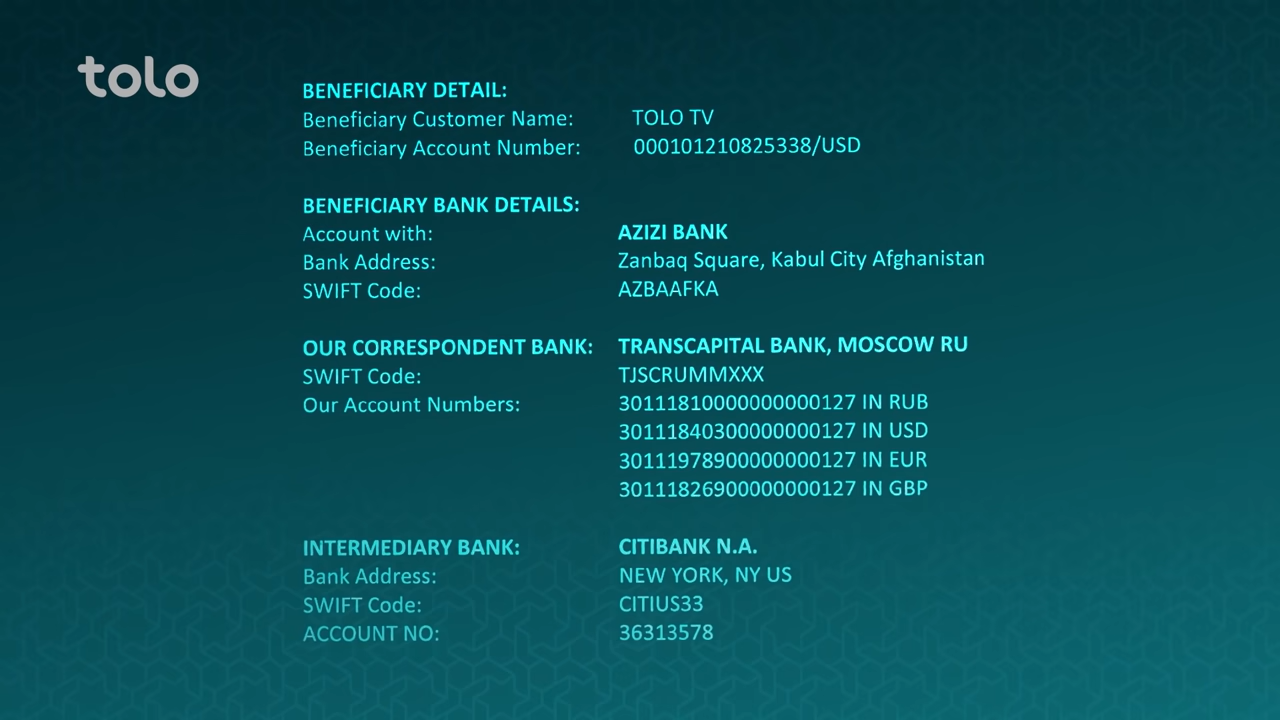 tolo
BENEFICIARY DETAIL:
Beneficiary Customer Name: TOLO TV
Beneficiary Account Number: 000101210825338/USD
BENEFICIARY BANK DETAILS:
Account with: AZIZI BANK
Bank Address: Zanbaq Square, Kabul City Afghanistan
SWIFT Code: AZBAAFKA
OUR CORRESPONDENT BANK: TRANSCAPITAL BANK, MOSCOW RU
SWIFT Code: TJSCRUMMXXX
Our Account Numbers: 30111810000000000127 IN RUB
30111840300000000127 IN USD
30111978900000000127 IN EUR
30111826900000000127 IN GBP
INTERMEDIARY BANK: CITIBANK N.A.
Bank Address: NEW YORK, NY US
SWIFT Code: CITIUS33
ACCOUNT NO: 36313578